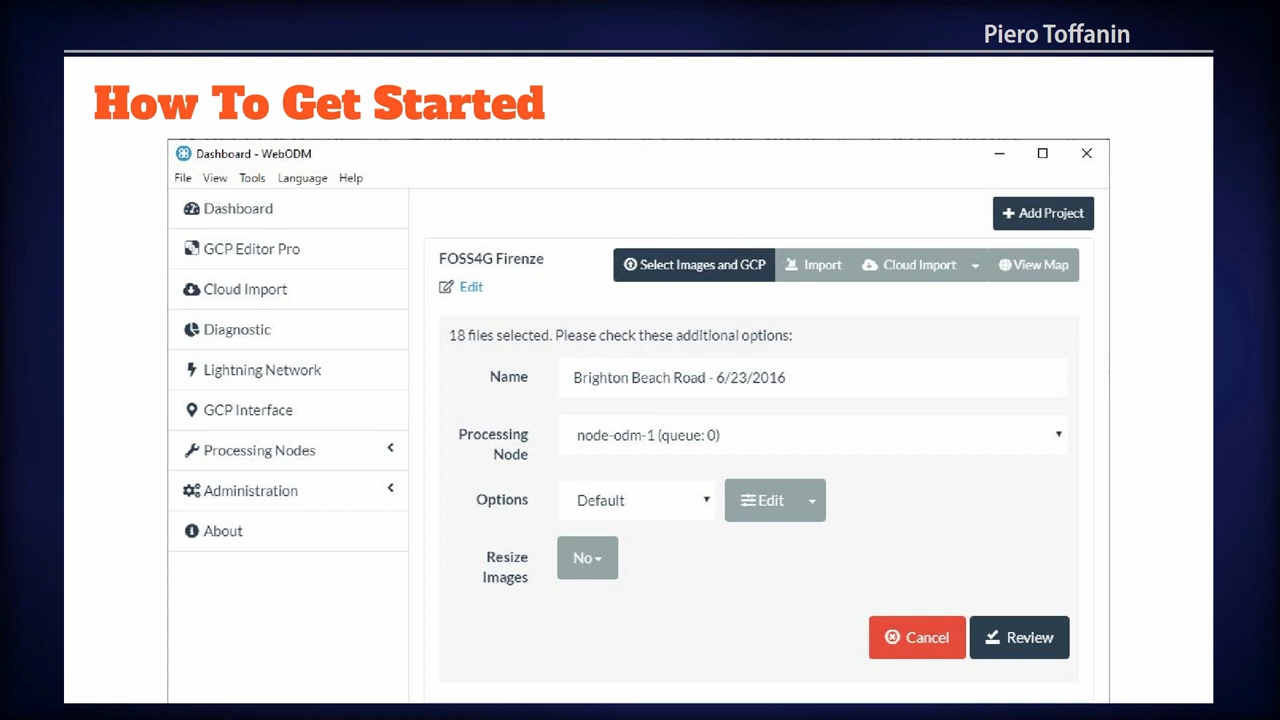 Piero Toffanin
How To Get Started
Dashboard - WebODM
File View Tools Language Help
Dashboard
GCP Editor Pro
Cloud Import
Diagnostic
Lightning Network
GCP Interface
Processing Nodes
Administration
About
Add Project
FOSS4G Firenze
Edit
Select Images and GCP
Import
Cloud Import
View Map
18 files selected. Please check these additional options:
Name
Brighton Beach Road - 6/23/2016
Processing
Node
node-odm-1 (queue: 0)
Options
Default
Edit
Resize
Images
No
Cancel
Review